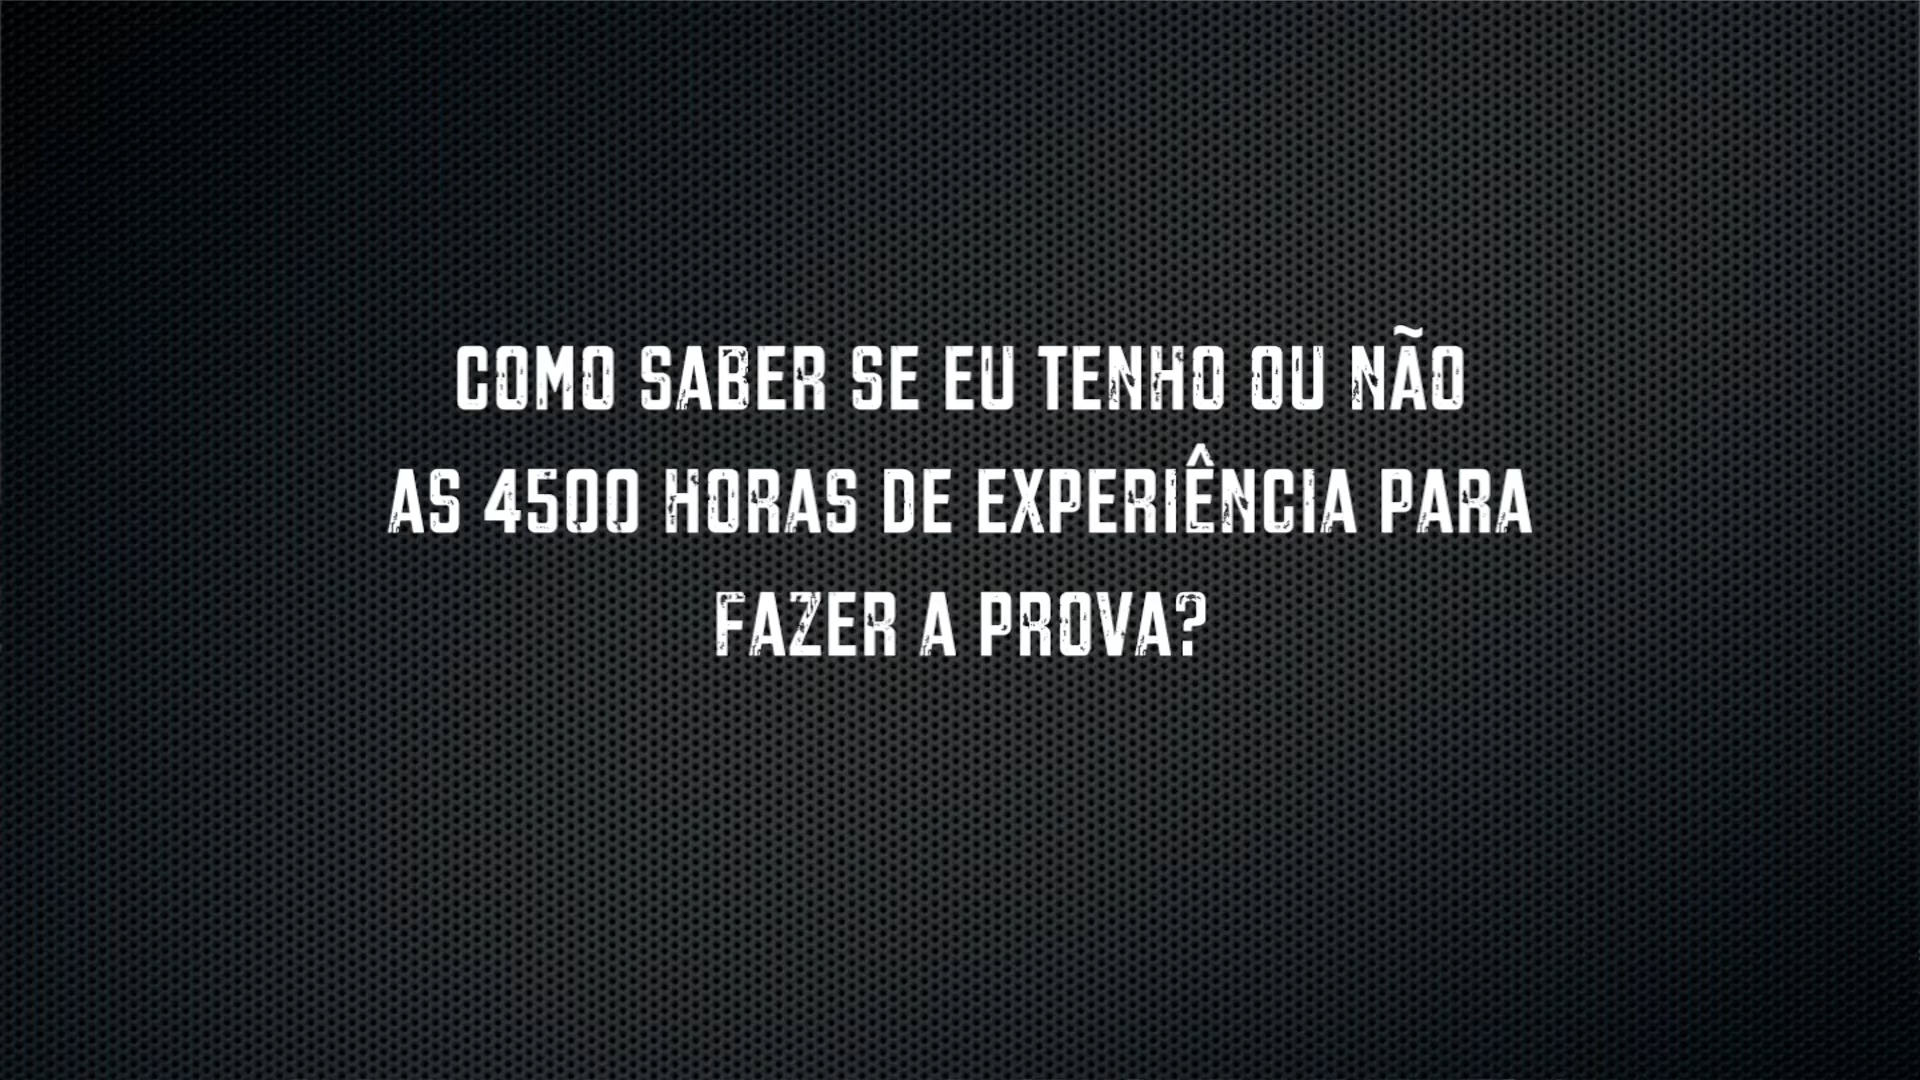 COMO SABER SE EU TENHO OU NÃO
AS 4500 HORAS DE EXPERIÊNCIA PARA
FAZER A PROVA?